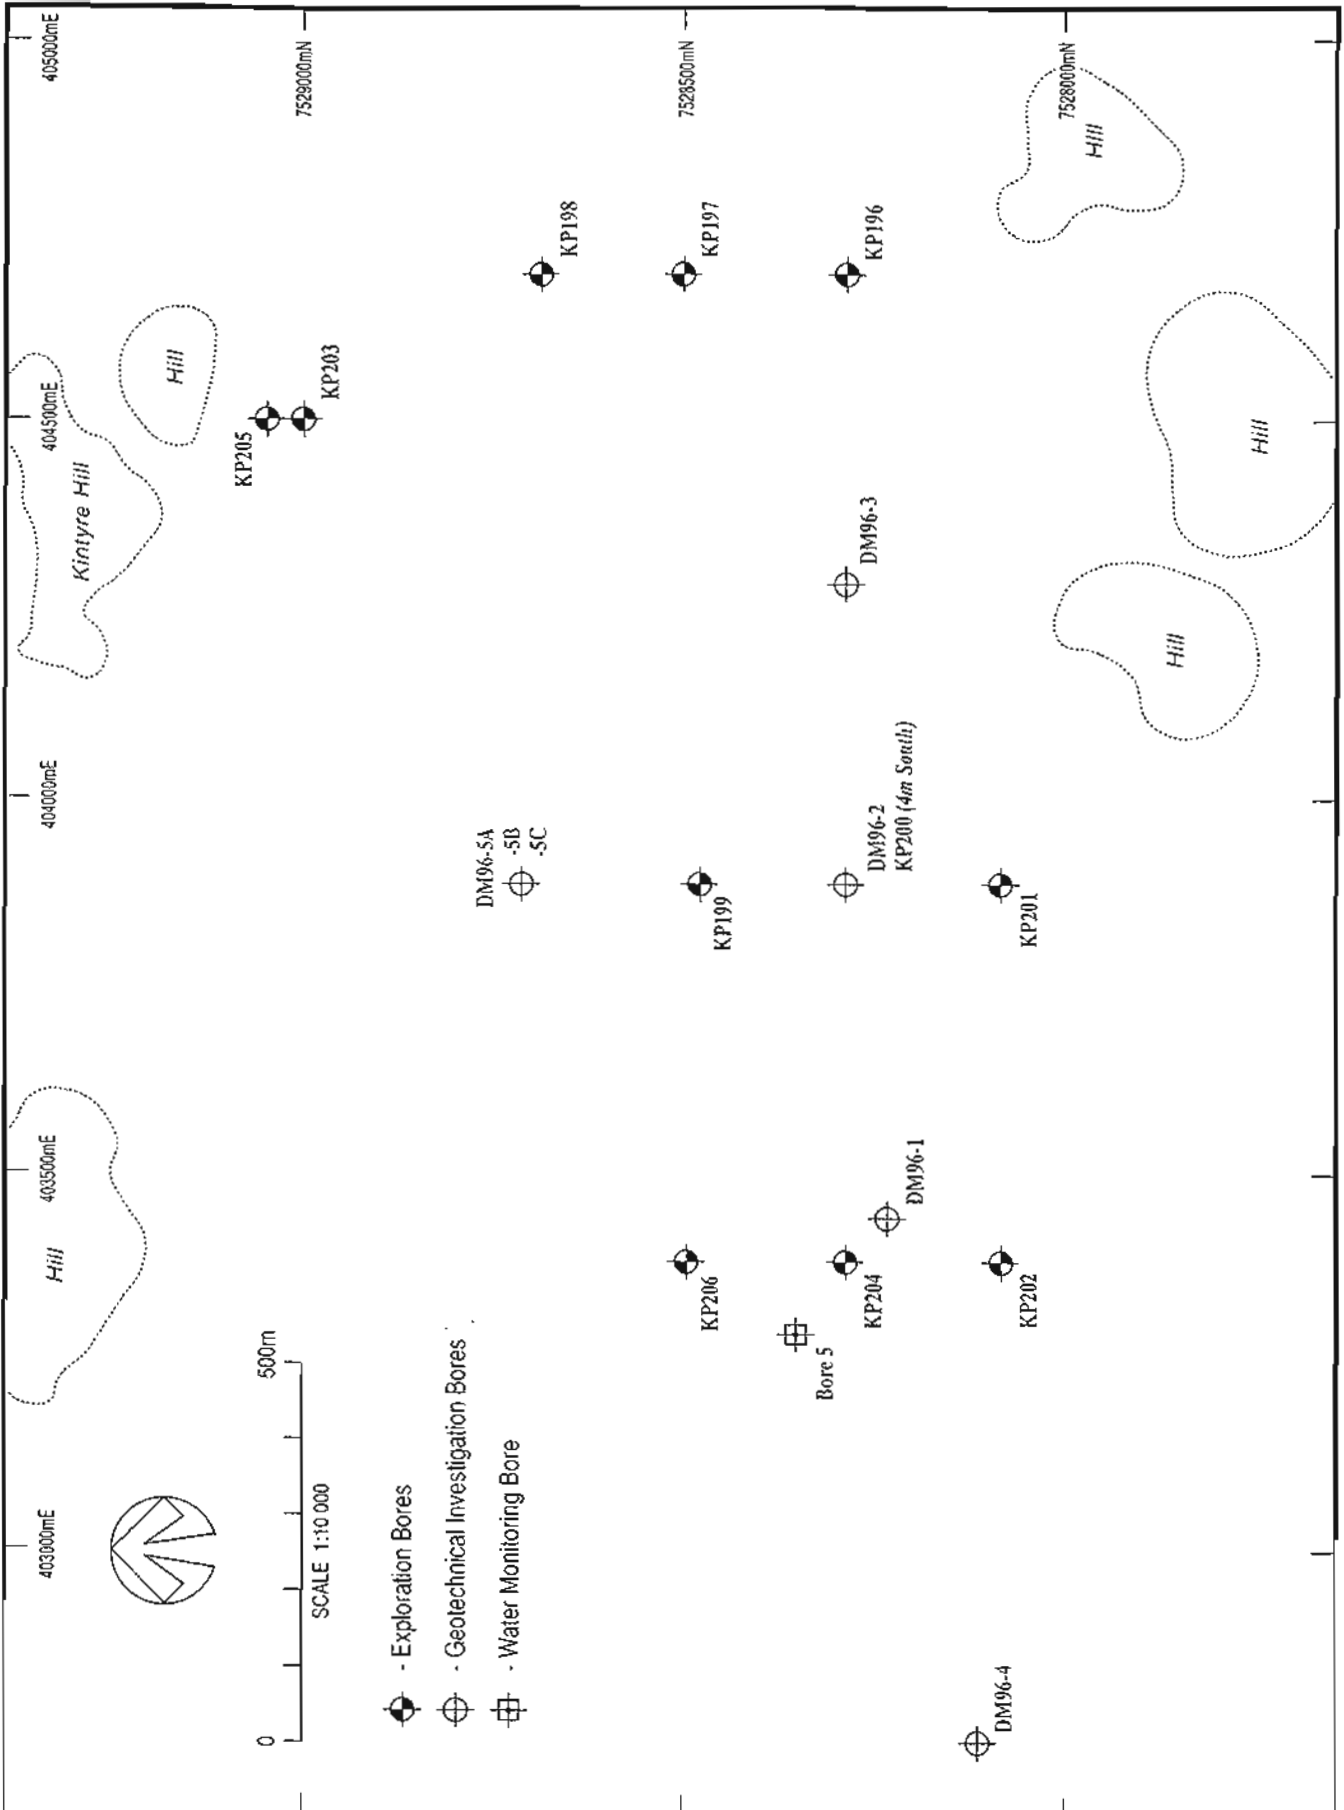 403000mE
403500mE
404000mE
404500mE
405000mE
Hill
Kintyre Hill
Hill
0
500m
SCALE 1:10 000
7529000mN
KP205
KP203
- Exploration Bores
- Geotechnical Investigation Bores
- Water Monitoring Bore
DM96-5A
-5B
-5C
KP198
7528500mN
KP206
KP199
KP197
Bore 5
KP204
DM96-1
DM96-2
KP200 (4m South)
DM96-3
KP196
DM96-4
KP202
KP201
7528000mN
Hill
Hill
Hill